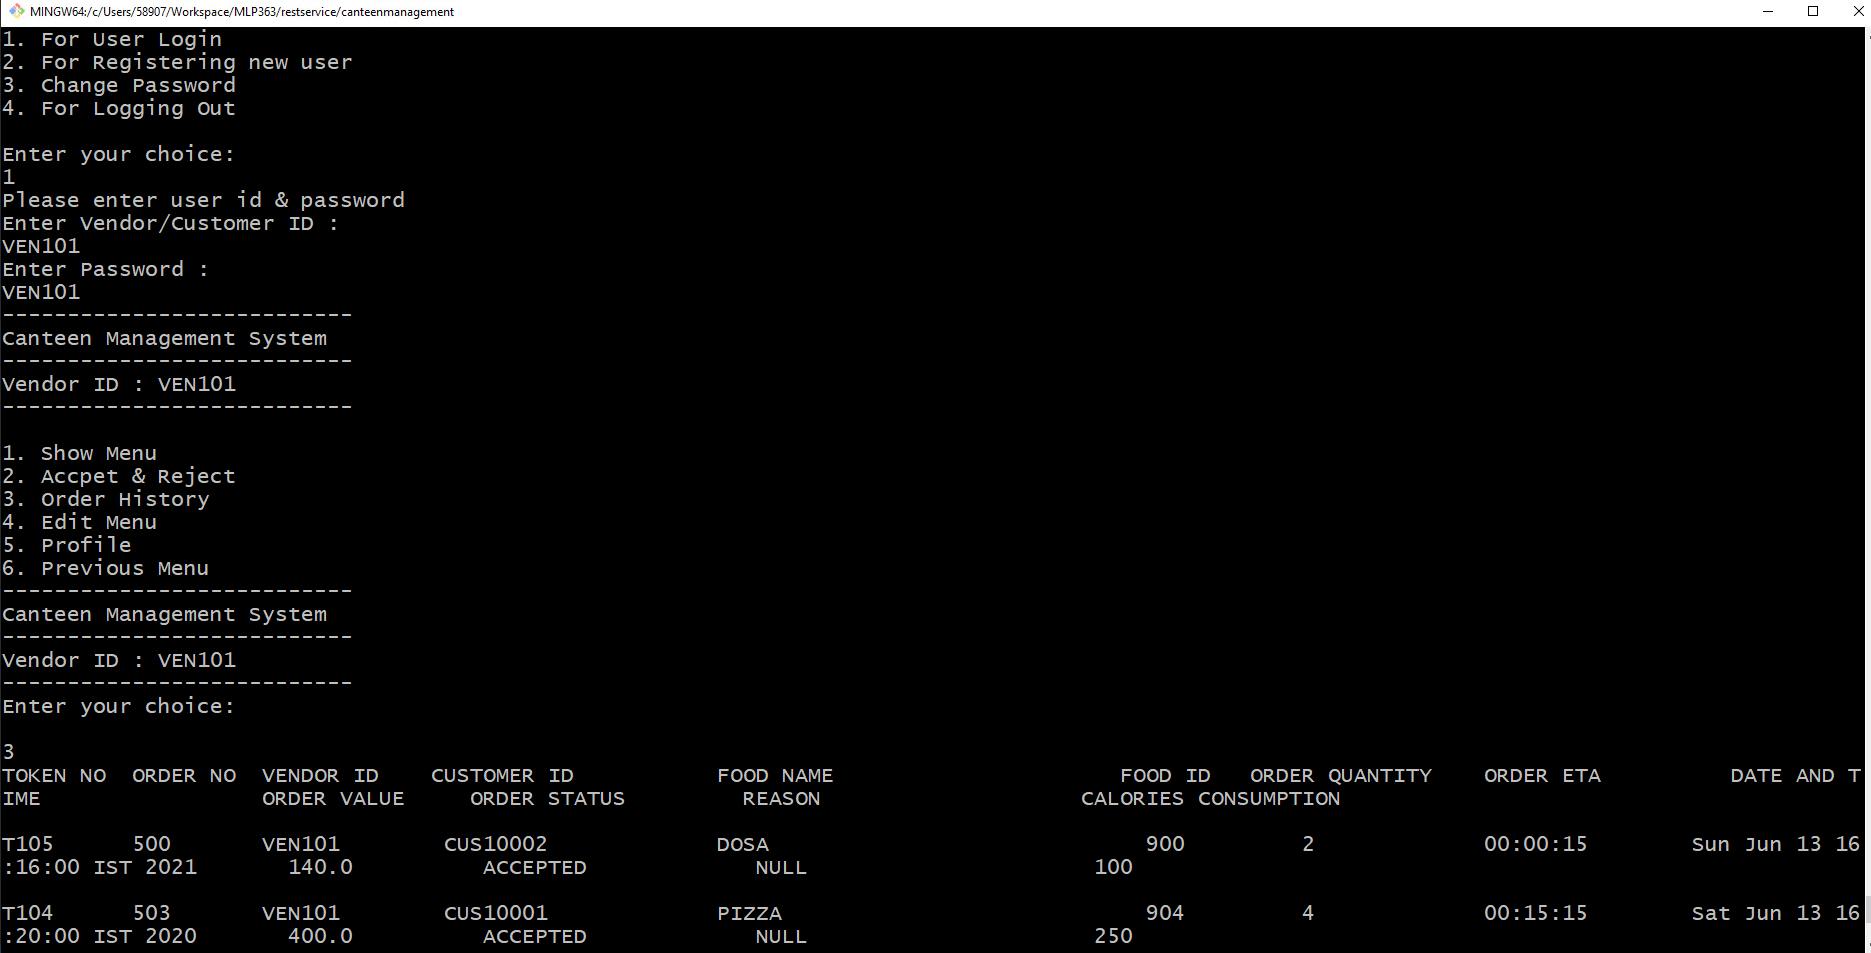 MINGW64:/c/Users/58907/Workspace/MLP363/restservice/canteenmanagement
1. For User Login
2. For Registering new user
3. Change Password
4. For Logging Out
Enter your choice:
1
Please enter user id & password
Enter Vendor/Customer ID :
VEN101
Enter Password :
VEN101
---------------------------
Canteen Management System
---------------------------
Vendor ID : VEN101
---------------------------
1. Show Menu
2. Accpet & Reject
3. Order History
4. Edit Menu
5. Profile
6. Previous Menu
---------------------------
Canteen Management System
---------------------------
Vendor ID : VEN101
---------------------------
Enter your choice:
3
TOKEN NO ORDER NO VENDOR ID CUSTOMER ID FOOD NAME FOOD ID ORDER QUANTITY ORDER ETA DATE AND T
IME ORDER VALUE ORDER STATUS REASON CALORIES CONSUMPTION
T105 500 VEN101 CUS10002 DOSA 900 2 00:00:15 Sun Jun 13 16
:16:00 IST 2021 140.0 ACCEPTED NULL 100
T104 503 VEN101 CUS10001 PIZZA 904 4 00:15:15 Sat Jun 13 16
:20:00 IST 2020 400.0 ACCEPTED NULL 250